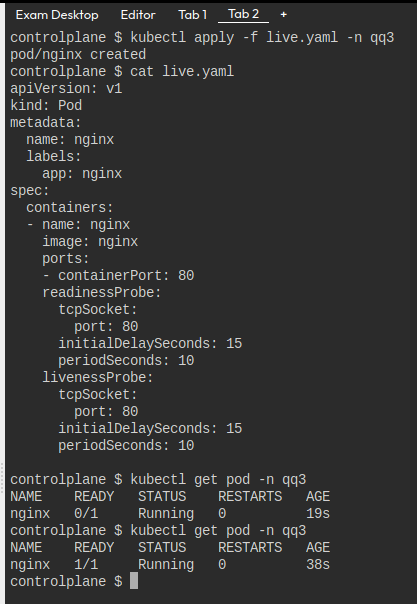 Exam Desktop Editor Tab 1 Tab 2 +
controlplane $ kubectl apply -f live.yaml -n qq3
pod/nginx created
controlplane $ cat live.yaml
apiVersion: v1
kind: Pod
metadata:
  name: nginx
  labels:
    app: nginx
spec:
  containers:
  - name: nginx
    image: nginx
    ports:
    - containerPort: 80
    readinessProbe:
      tcpSocket:
        port: 80
      initialDelaySeconds: 15
      periodSeconds: 10
    livenessProbe:
      tcpSocket:
        port: 80
      initialDelaySeconds: 15
      periodSeconds: 10
controlplane $ kubectl get pod -n qq3
NAME    READY   STATUS    RESTARTS   AGE
nginx   0/1     Running   0          19s
controlplane $ kubectl get pod -n qq3
NAME    READY   STATUS    RESTARTS   AGE
nginx   1/1     Running   0          38s
controlplane $